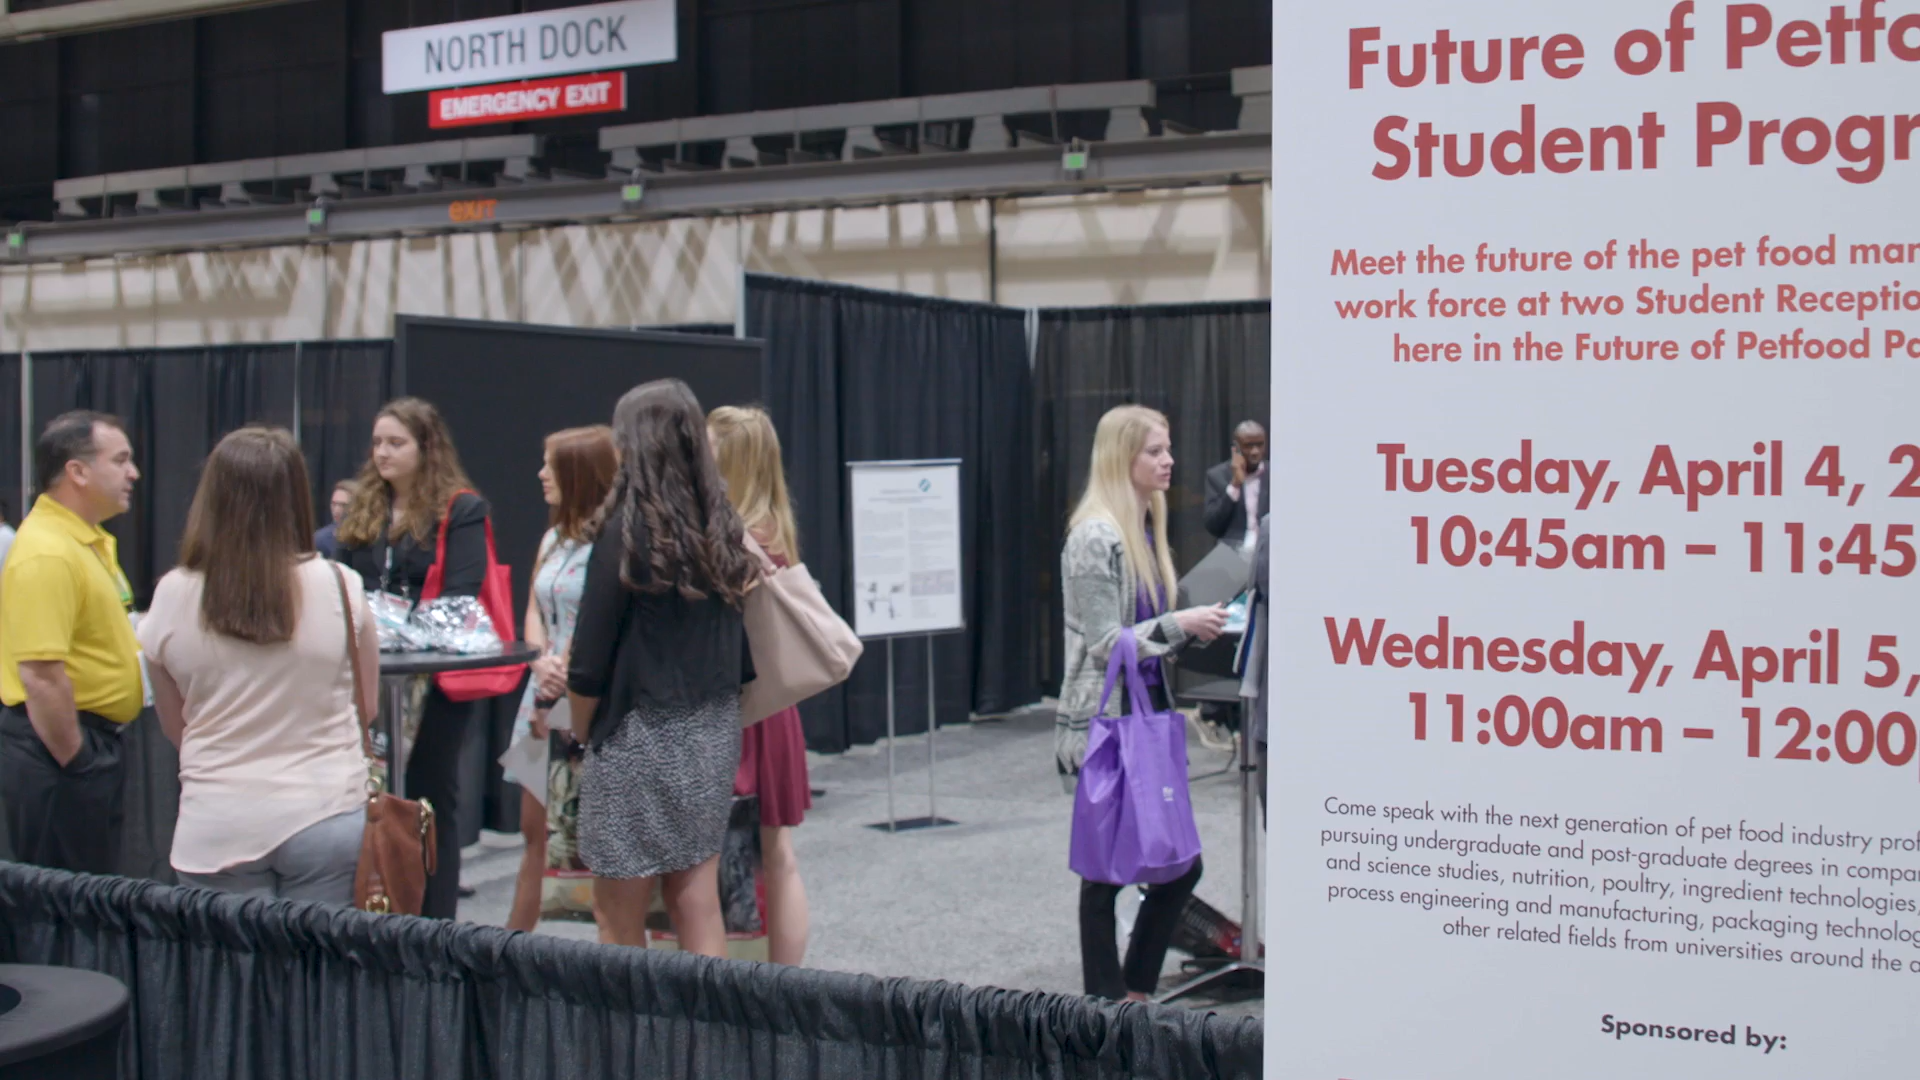 NORTH DOCK
EMERGENCY EXIT
EXIT
Future of Petfo
Student Progr
Meet the future of the pet food man
work force at two Student Receptio
here in the Future of Petfood Pa
Tuesday, April 4, 2
10:45am – 11:45
Wednesday, April 5,
11:00am – 12:00
Come speak with the next generation of pet food industry prof
pursuing undergraduate and post-graduate degrees in compan
and science studies, nutrition, poultry, ingredient technologies,
process engineering and manufacturing, packaging technolog
other related fields from universities around the
Sponsored by: